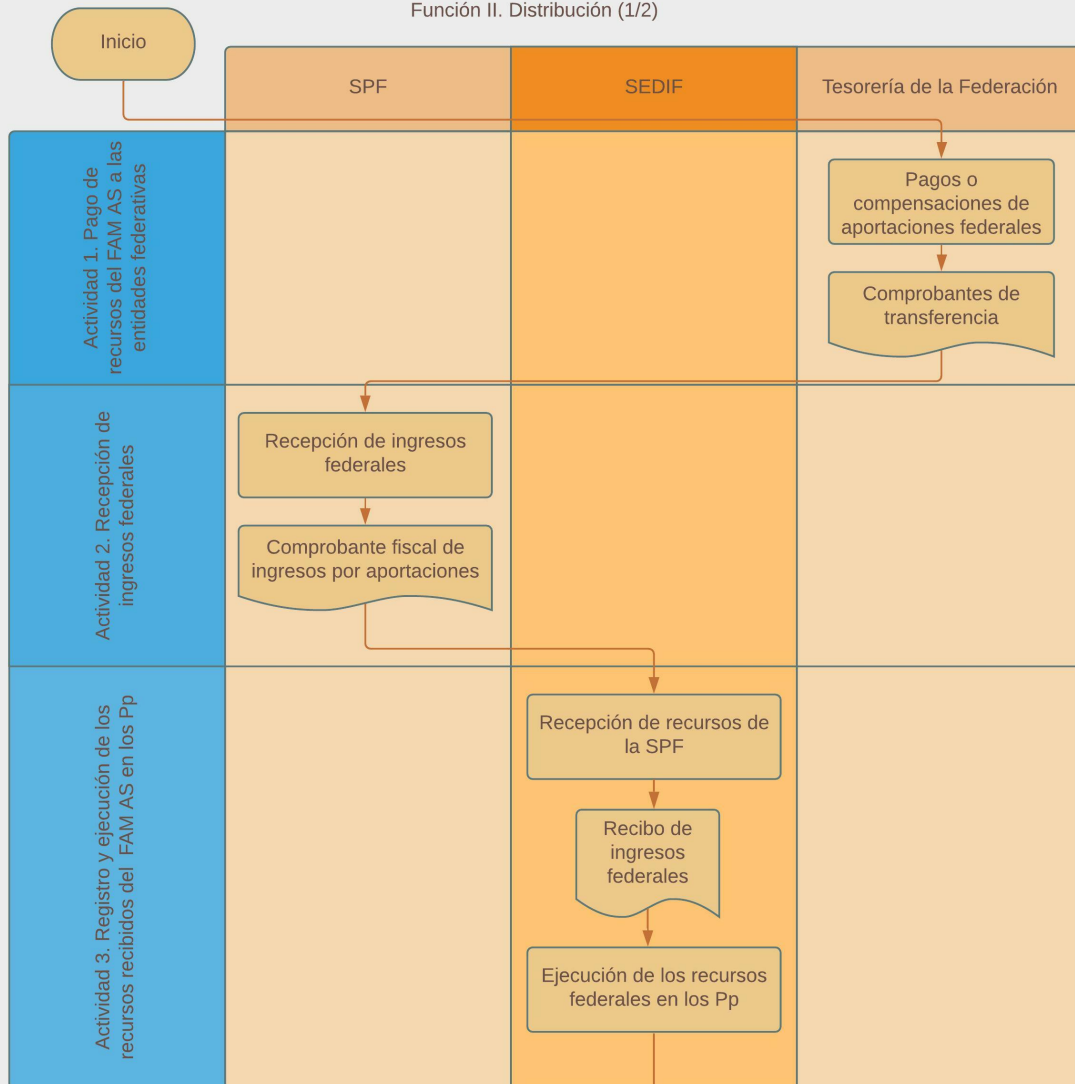 Función II. Distribución (1/2)
Inicio
SPF
SEDIF
Tesorería de la Federación
Actividad 1. Pago de
recursos del FAM AS a las
entidades federativas
Pagos o
compensaciones de
aportaciones federales
Comprobantes de
transferencia
Actividad 2. Recepción de
ingresos federales
Recepción de ingresos
federales
Comprobante fiscal de
ingresos por aportaciones
Actividad 3. Registro y ejecución de los
recursos recibidos del FAM AS en los Pp
Recepción de recursos de
la SPF
Recibo de
ingresos
federales
Ejecución de los recursos
federales en los Pp